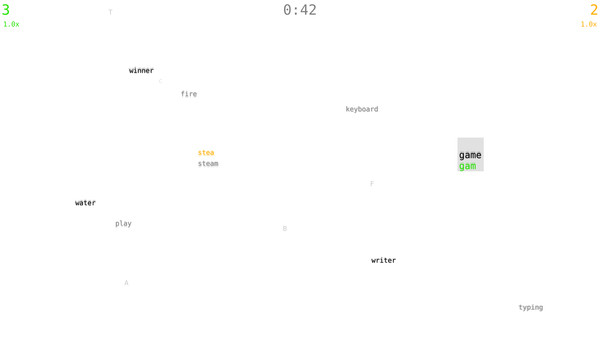 3
0:42
2
1.0x
T
1.0x
winner
C
fire
keyboard
stea
steam
game
gam
F
water
play
writer
A
typing